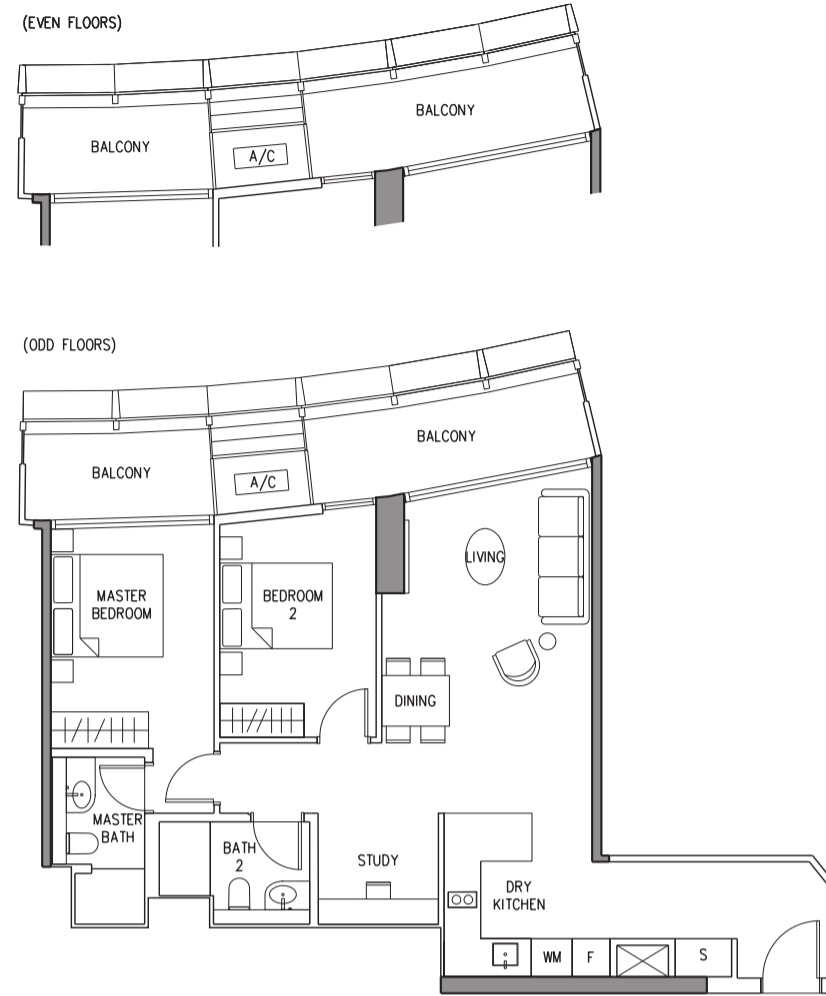 (EVEN FLOORS)
BALCONY
BALCONY
A/C
(ODD FLOORS)
BALCONY
BALCONY
A/C
LIVING
MASTER
BEDROOM
BEDROOM
2
DINING
MASTER
BATH
BATH
2
STUDY
DRY
KITCHEN
WM
F
S